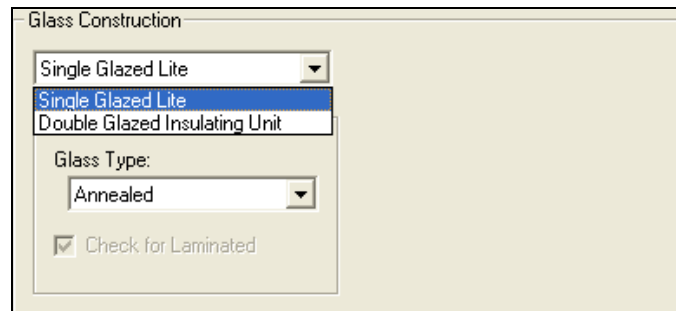 Glass Construction
Single Glazed Lite
Single Glazed Lite
Double Glazed Insulating Unit
Glass Type:
Annealed
Check for Laminated